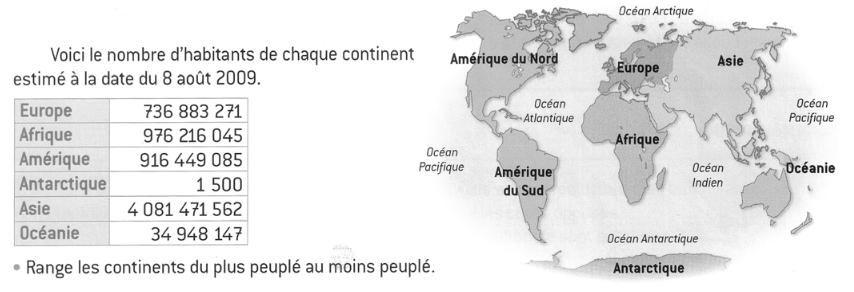 Voici le nombre d'habitants de chaque continent
estimé à la date du 8 août 2009.
Europe 736 883 271
Afrique 976 216 045
Amérique 916 449 085
Antarctique 1 500
Asie 4 081 471 562
Océanie 34 948 147
• Range les continents du plus peuplé au moins peuplé.
Océan Arctique
Amérique du Nord
Europe
Asie
Océan
Atlantique
Océan
Pacifique
Afrique
Océan
Pacifique
Amérique
du Sud
Océan
Indien
Océanie
Océan Antarctique
Antarctique